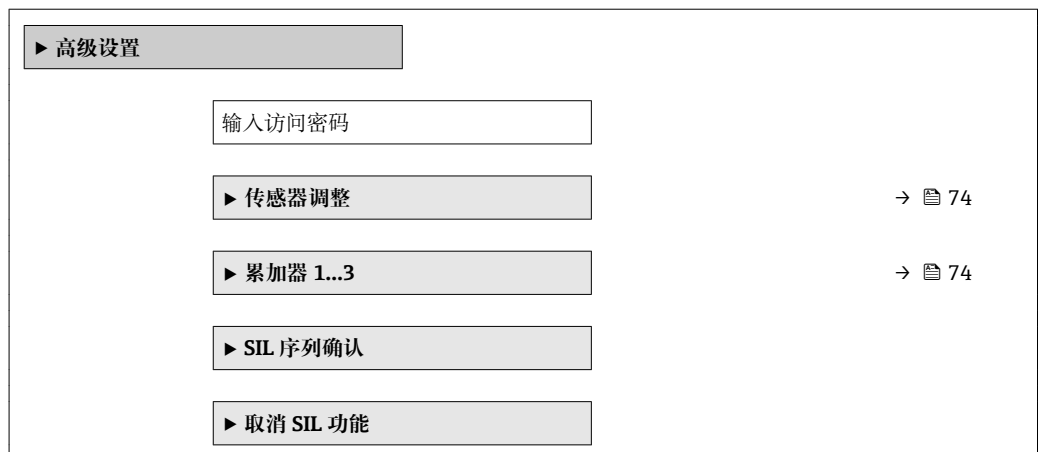 ▶ 高级设置
输入访问密码
▶ 传感器调整 → 74
▶ 累加器 1...3 → 74
▶ SIL 序列确认
▶ 取消 SIL 功能